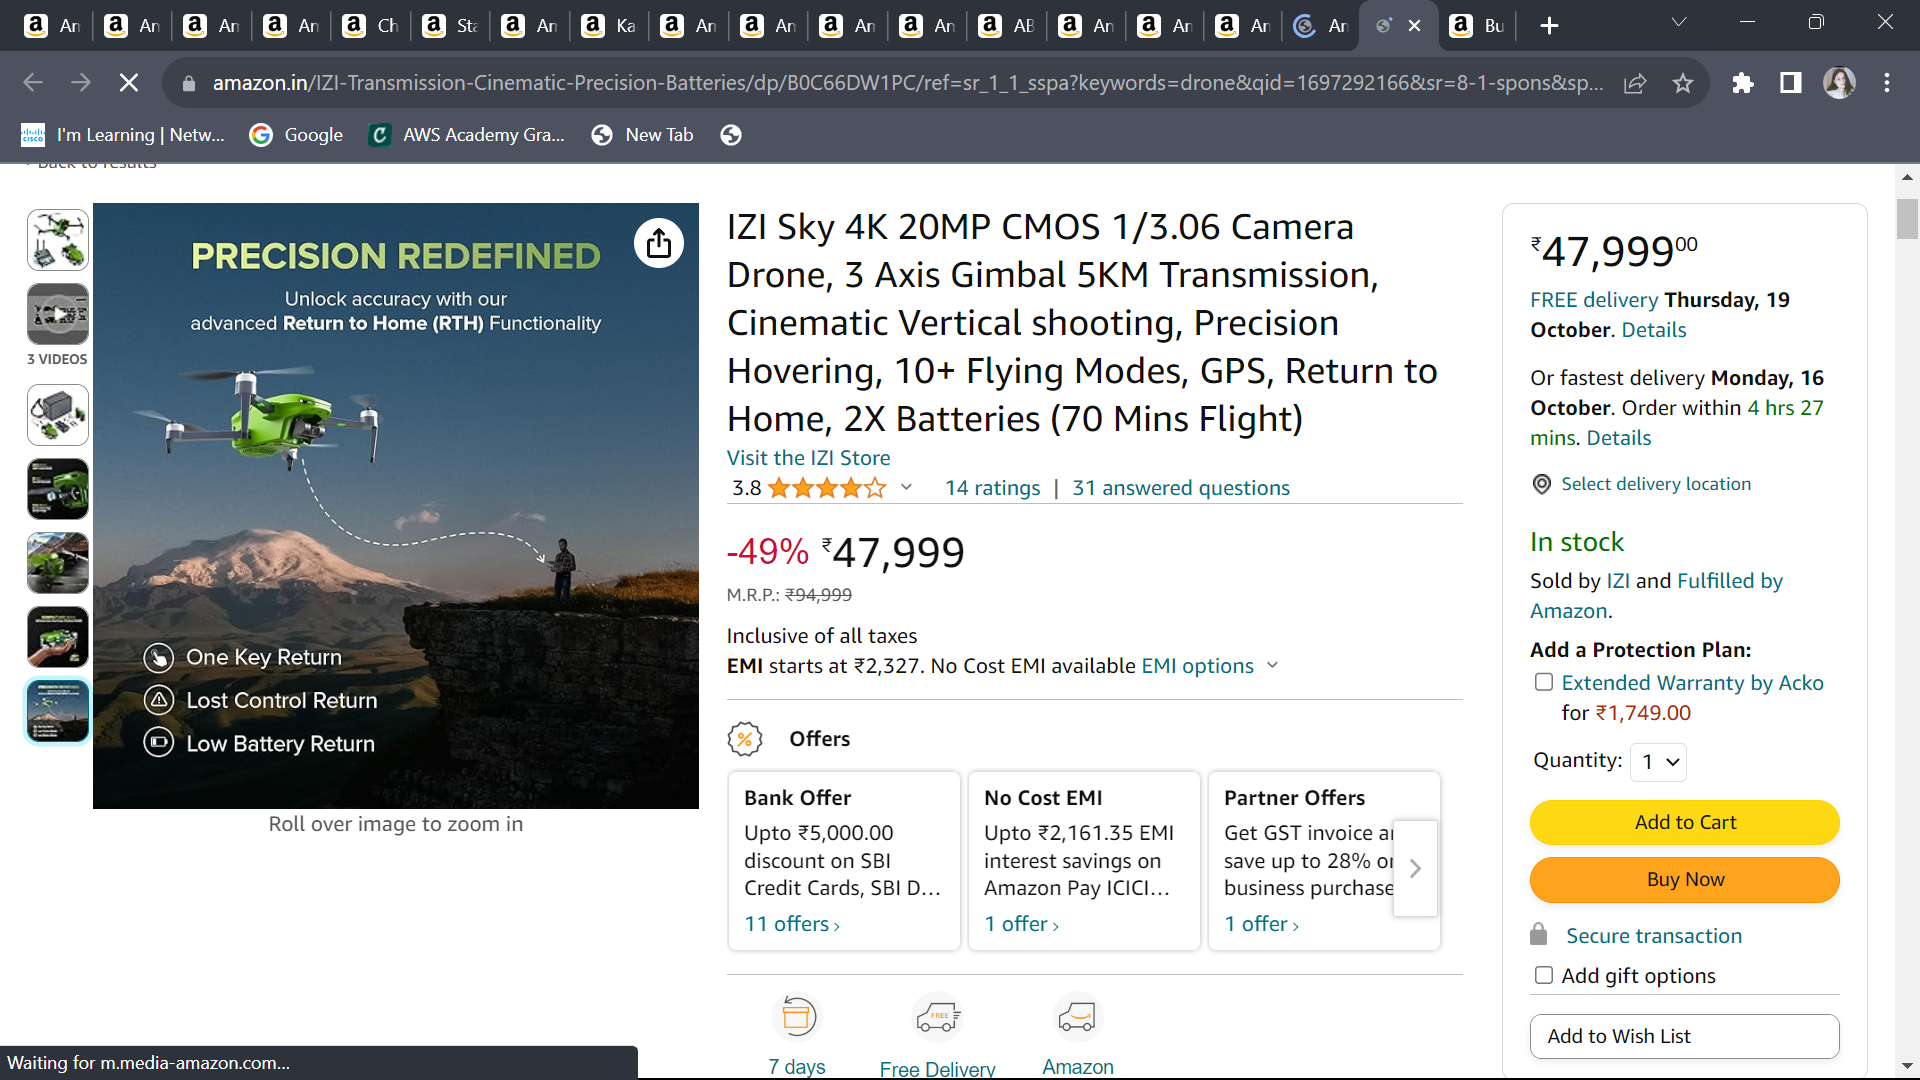 An
An
An
An
Ch
Sta
An
Ka
An
An
An
An
AB
An
An
An
An
Bu
amazon.in/IZI-Transmission-Cinematic-Precision-Batteries/dp/B0C66DW1PC/ref=sr_1_1_sspa?keywords=drone&qid=1697292166&sr=8-1-spons&sp...
I'm Learning | Netw...
Google
AWS Academy Gra...
New Tab
Back to results
3 VIDEOS
PRECISION REDEFINED
Unlock accuracy with our
advanced Return to Home (RTH) Functionality
One Key Return
Lost Control Return
Low Battery Return
Roll over image to zoom in
IZI Sky 4K 20MP CMOS 1/3.06 Camera
Drone, 3 Axis Gimbal 5KM Transmission,
Cinematic Vertical shooting, Precision
Hovering, 10+ Flying Modes, GPS, Return to
Home, 2X Batteries (70 Mins Flight)
Visit the IZI Store
3.8 14 ratings | 31 answered questions
-49% ₹47,999
M.R.P.: ₹94,999
Inclusive of all taxes
EMI starts at ₹2,327. No Cost EMI available EMI options
Offers
Bank Offer
Upto ₹5,000.00
discount on SBI
Credit Cards, SBI D...
11 offers ›
No Cost EMI
Upto ₹2,161.35 EMI
interest savings on
Amazon Pay ICICI...
1 offer ›
Partner Offers
Get GST invoice
save up to 28%
business purchase
1 offer ›
7 days
Free Delivery
Amazon
₹47,99900
FREE delivery Thursday, 19
October. Details
Or fastest delivery Monday, 16
October. Order within 4 hrs 27
mins. Details
Select delivery location
In stock
Sold by IZI and Fulfilled by
Amazon.
Add a Protection Plan:
Extended Warranty by Acko
for ₹1,749.00
Quantity: 1
Add to Cart
Buy Now
Secure transaction
Add gift options
Add to Wish List
Waiting for m.media-amazon.com...